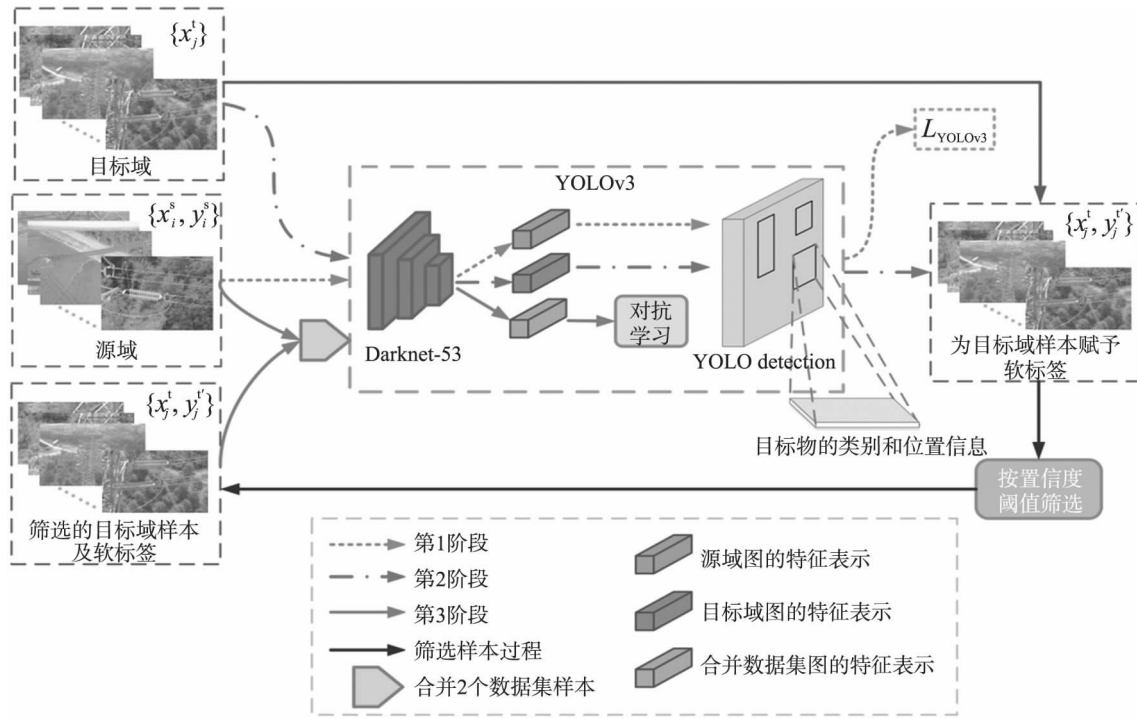 {x_j^t}
目标域
{x_i^s, y_i^s}
源域
{x_j^t, y_j^t'}
筛选的目标域样本
及软标签
YOLOv3
Darknet-53
对抗
学习
YOLO detection
目标物的类别和位置信息
L_YOLOv3
{x_j^t, y_j^t'}
为目标域样本赋予
软标签
按置信度
阈值筛选
第1阶段
第2阶段
第3阶段
筛选样本过程
合并2个数据集样本
源域图的特征表示
目标域图的特征表示
合并数据集图的特征表示